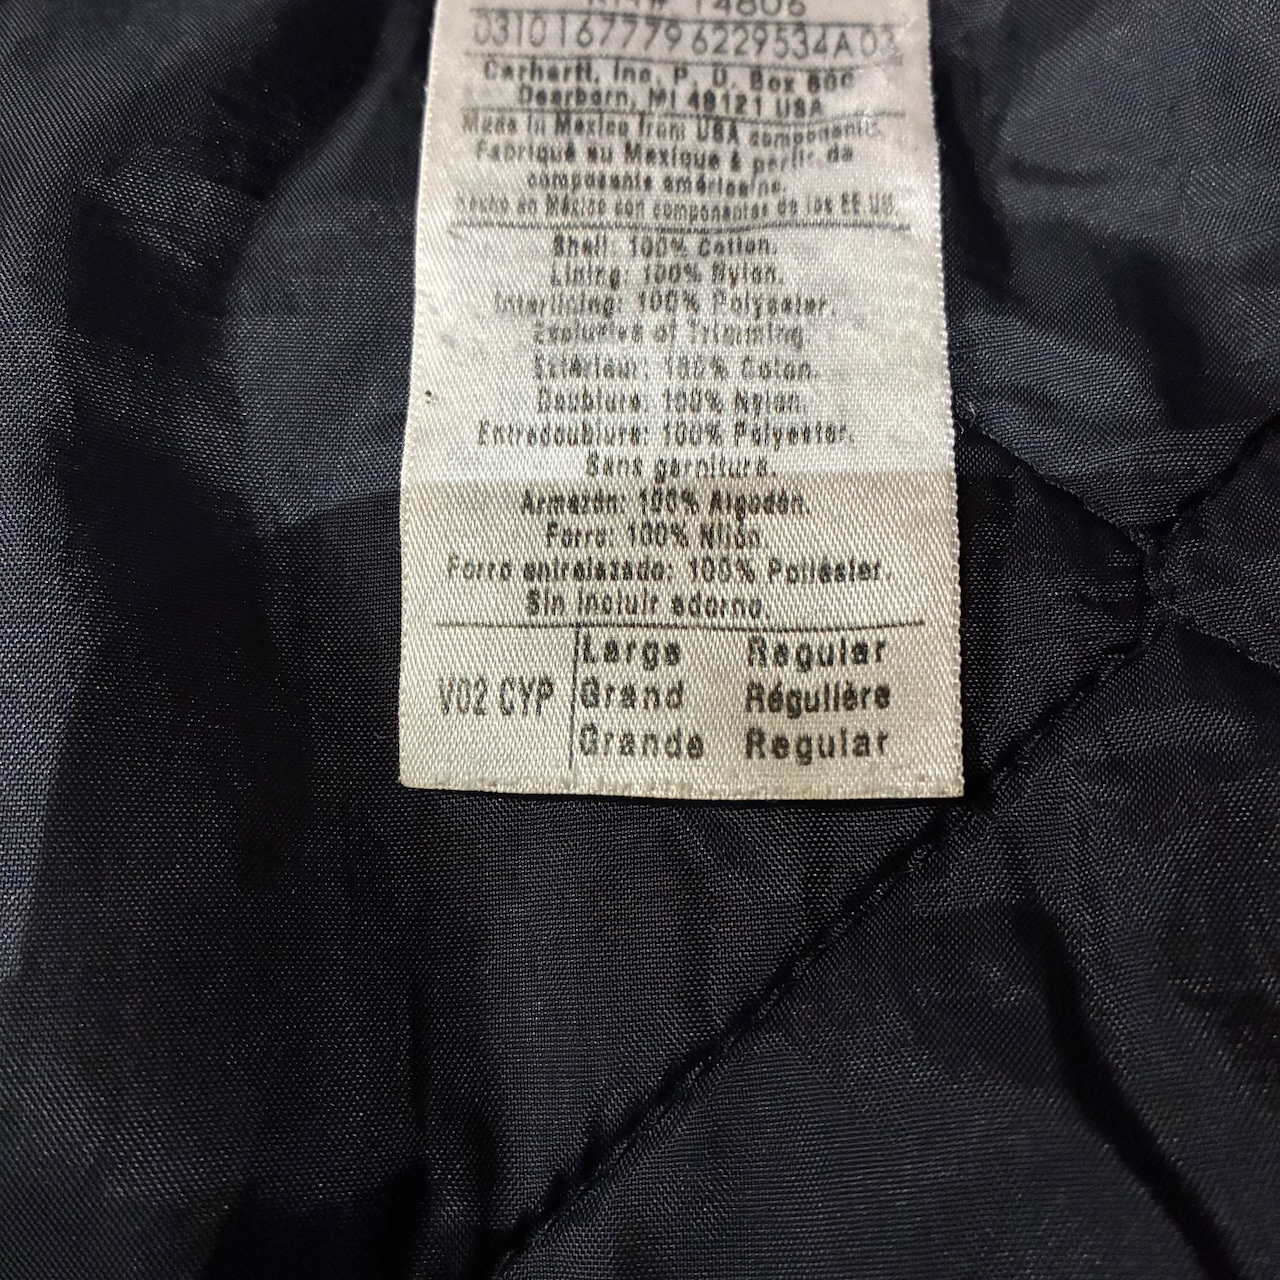 RN# 14806
03101677796229534A03
Carhartt, Inc. P. O. Box 600
Dearborn, MI 48121 USA
Made in Mexico from USA components.
Fabriqué au Mexique à partir de
composants américains.
Hecho en México con componentes de los EE.UU.
Shell: 100% Cotton.
Lining: 100% Nylon.
Interlining: 100% Polyester.
Exclusive of Trimming.
Extérieur: 100% Coton.
Doublure: 100% Nylon.
Entredoublure: 100% Polyester.
Sans garniture.
Armazón: 100% Algodón.
Forro: 100% Nilón.
Forro entrelazado: 100% Poliéster.
Sin incluir adorno.
Large Regular
V02 CYP Grand Régulière
Grande Regular